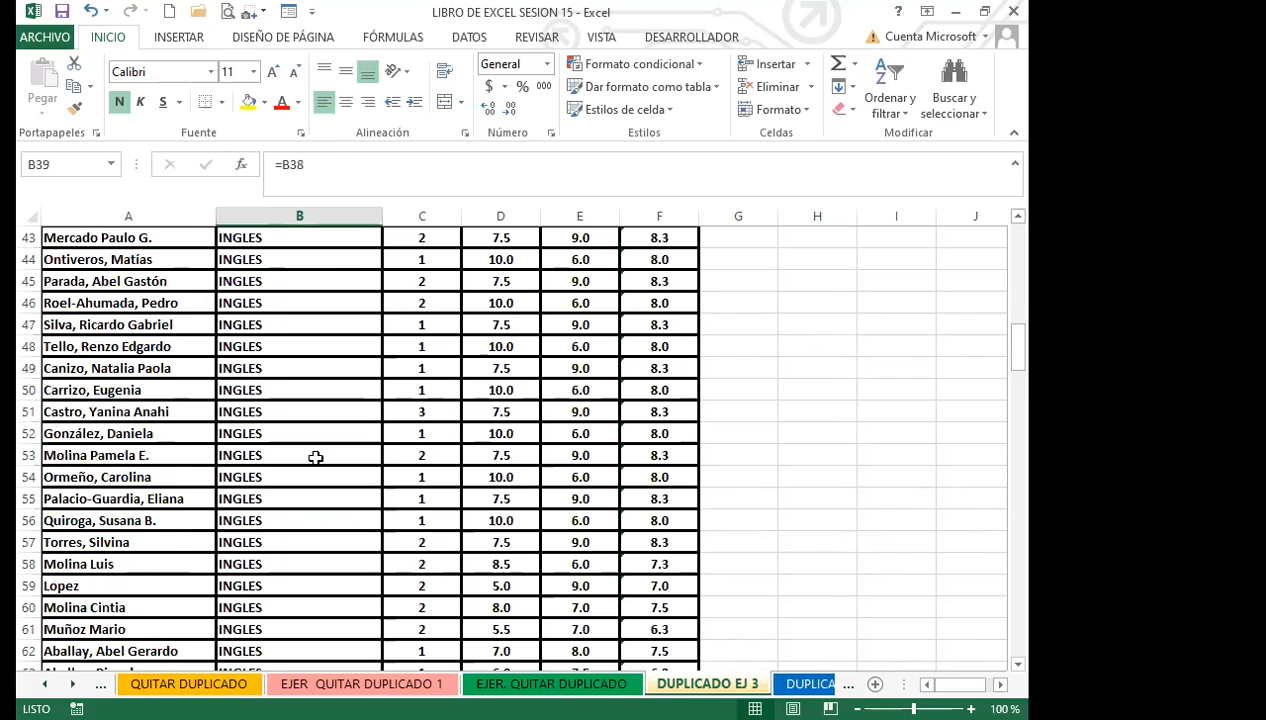 LIBRO DE EXCEL SESION 15 - Excel
?
ARCHIVO INICIO INSERTAR DISEÑO DE PÁGINA FÓRMULAS DATOS REVISAR VISTA DESARROLLADOR Cuenta Microsoft
Pegar
Calibri 11
N K S
General
$ % 000
Formato condicional
Dar formato como tabla
Estilos de celda
Insertar
Eliminar
Formato
Ordenar y filtrar
Buscar y seleccionar
Portapapeles Fuente Alineación Número Estilos Celdas Modificar
B39 fx =B38
A B C D E F G H I J
43 Mercado Paulo G. INGLES 2 7.5 9.0 8.3
44 Ontiveros, Matías INGLES 1 10.0 6.0 8.0
45 Parada, Abel Gastón INGLES 2 7.5 9.0 8.3
46 Roel-Ahumada, Pedro INGLES 2 10.0 6.0 8.0
47 Silva, Ricardo Gabriel INGLES 1 7.5 9.0 8.3
48 Tello, Renzo Edgardo INGLES 1 10.0 6.0 8.0
49 Canizo, Natalia Paola INGLES 1 7.5 9.0 8.3
50 Carrizo, Eugenia INGLES 1 10.0 6.0 8.0
51 Castro, Yanina Anahi INGLES 3 7.5 9.0 8.3
52 González, Daniela INGLES 1 10.0 6.0 8.0
53 Molina Pamela E. INGLES 2 7.5 9.0 8.3
54 Ormeño, Carolina INGLES 1 10.0 6.0 8.0
55 Palacio-Guardia, Eliana INGLES 1 7.5 9.0 8.3
56 Quiroga, Susana B. INGLES 1 10.0 6.0 8.0
57 Torres, Silvina INGLES 2 7.5 9.0 8.3
58 Molina Luis INGLES 2 8.5 6.0 7.3
59 Lopez INGLES 2 5.0 9.0 7.0
60 Molina Cintia INGLES 2 8.0 7.0 7.5
61 Muñoz Mario INGLES 2 5.5 7.0 6.3
62 Aballay, Abel Gerardo INGLES 1 7.0 8.0 7.5
... QUITAR DUPLICADO EJER QUITAR DUPLICADO 1 EJER. QUITAR DUPLICADO DUPLICADO EJ 3 DUPLICA ...
LISTO 100 %